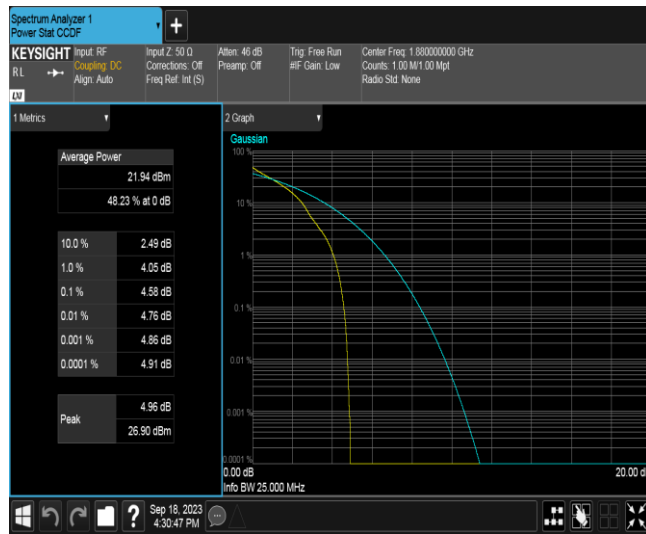 Spectrum Analyzer 1
Power Stat CCDF
+
KEYSIGHT
RL
LXI
Input: RF
Coupling: DC
Align: Auto
Input Z: 50 Ω
Corrections: Off
Freq Ref: Int (S)
Atten: 46 dB
Preamp: Off
Trig: Free Run
#IF Gain: Low
Center Freq: 1.880000000 GHz
Counts: 1.00 M/1.00 Mpt
Radio Std: None
1 Metrics
Average Power
21.94 dBm
48.23 % at 0 dB
10.0 % 2.49 dB
1.0 % 4.05 dB
0.1 % 4.58 dB
0.01 % 4.76 dB
0.001 % 4.86 dB
0.0001 % 4.91 dB
Peak
4.96 dB
26.90 dBm
2 Graph
Gaussian
100 %
10 %
1 %
0.1 %
0.01 %
0.001 %
0.0001 %
0.00 dB
20.00 d
Info BW 25.000 MHz
?
Sep 18, 2023
4:30:47 PM